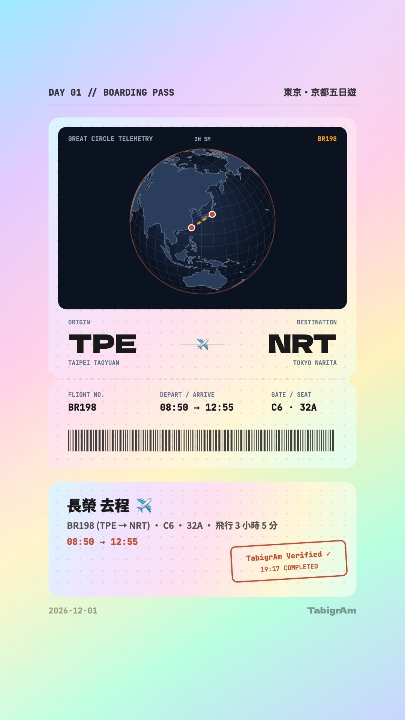 DAY 01 // BOARDING PASS
東京・京都五日遊
GREAT CIRCLE TELEMETRY
3H 5M
BR198
ORIGIN
DESTINATION
TPE ✈️ NRT
TAIPEI TAOYUAN
TOKYO NARITA
FLIGHT NO.
DEPART / ARRIVE
GATE / SEAT
BR198
08:50 → 12:55
C6 · 32A
長榮 去程 ✈️
BR198 (TPE → NRT) · C6 · 32A · 飛行 3 小時 5 分
08:50 → 12:55
TabigrAm Verified ✓
19:27 COMPLETED
2026-12-01
TabigrAm